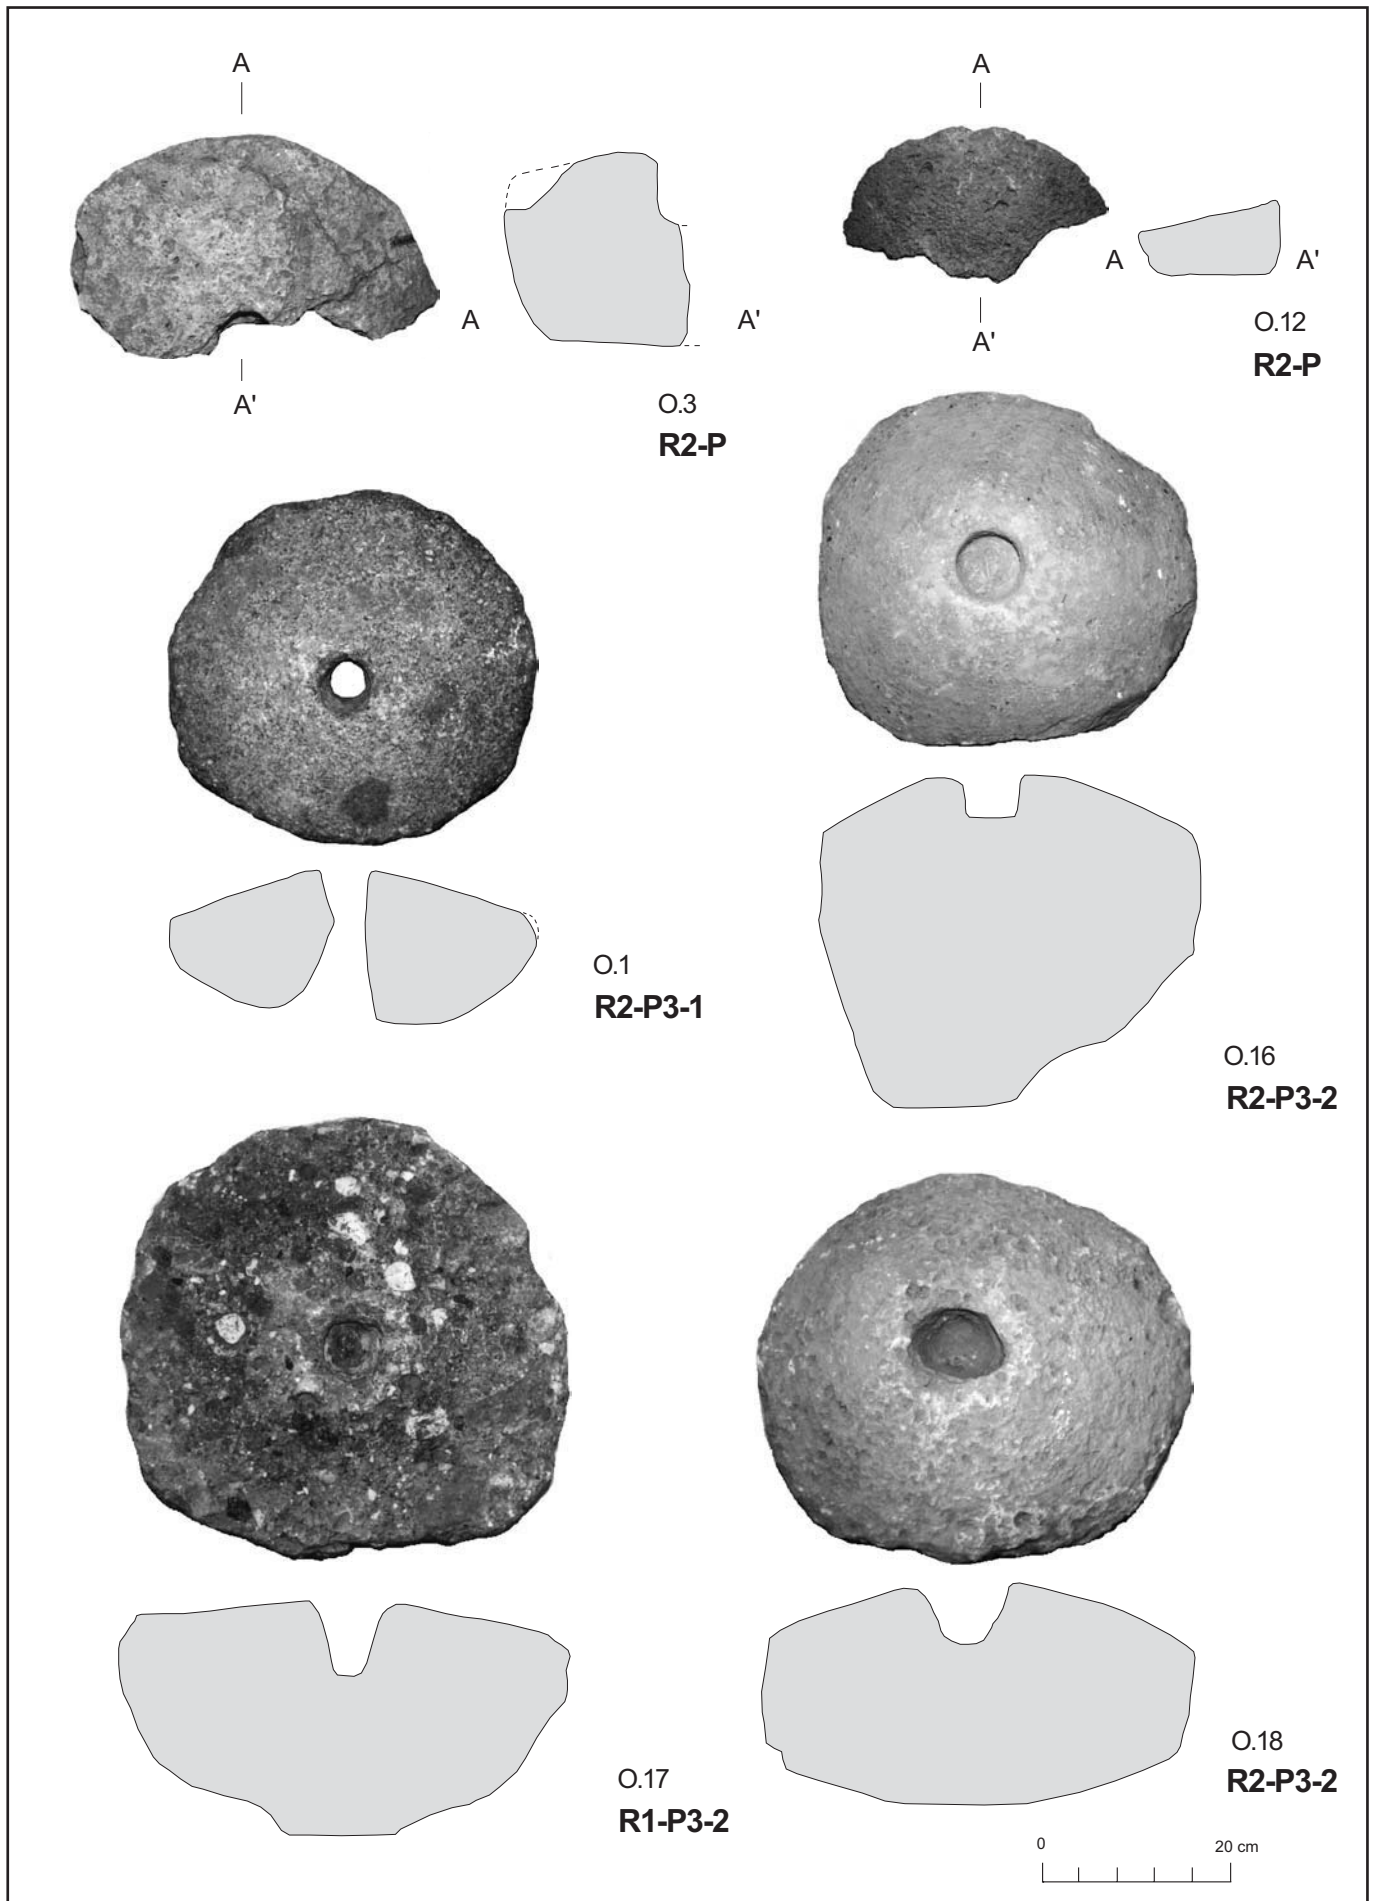 A
A'
A
A'
O.3
R2-P
A
A'
A
A'
O.12
R2-P
O.1
R2-P3-1
O.16
R2-P3-2
O.17
R1-P3-2
O.18
R2-P3-2
0
20 cm